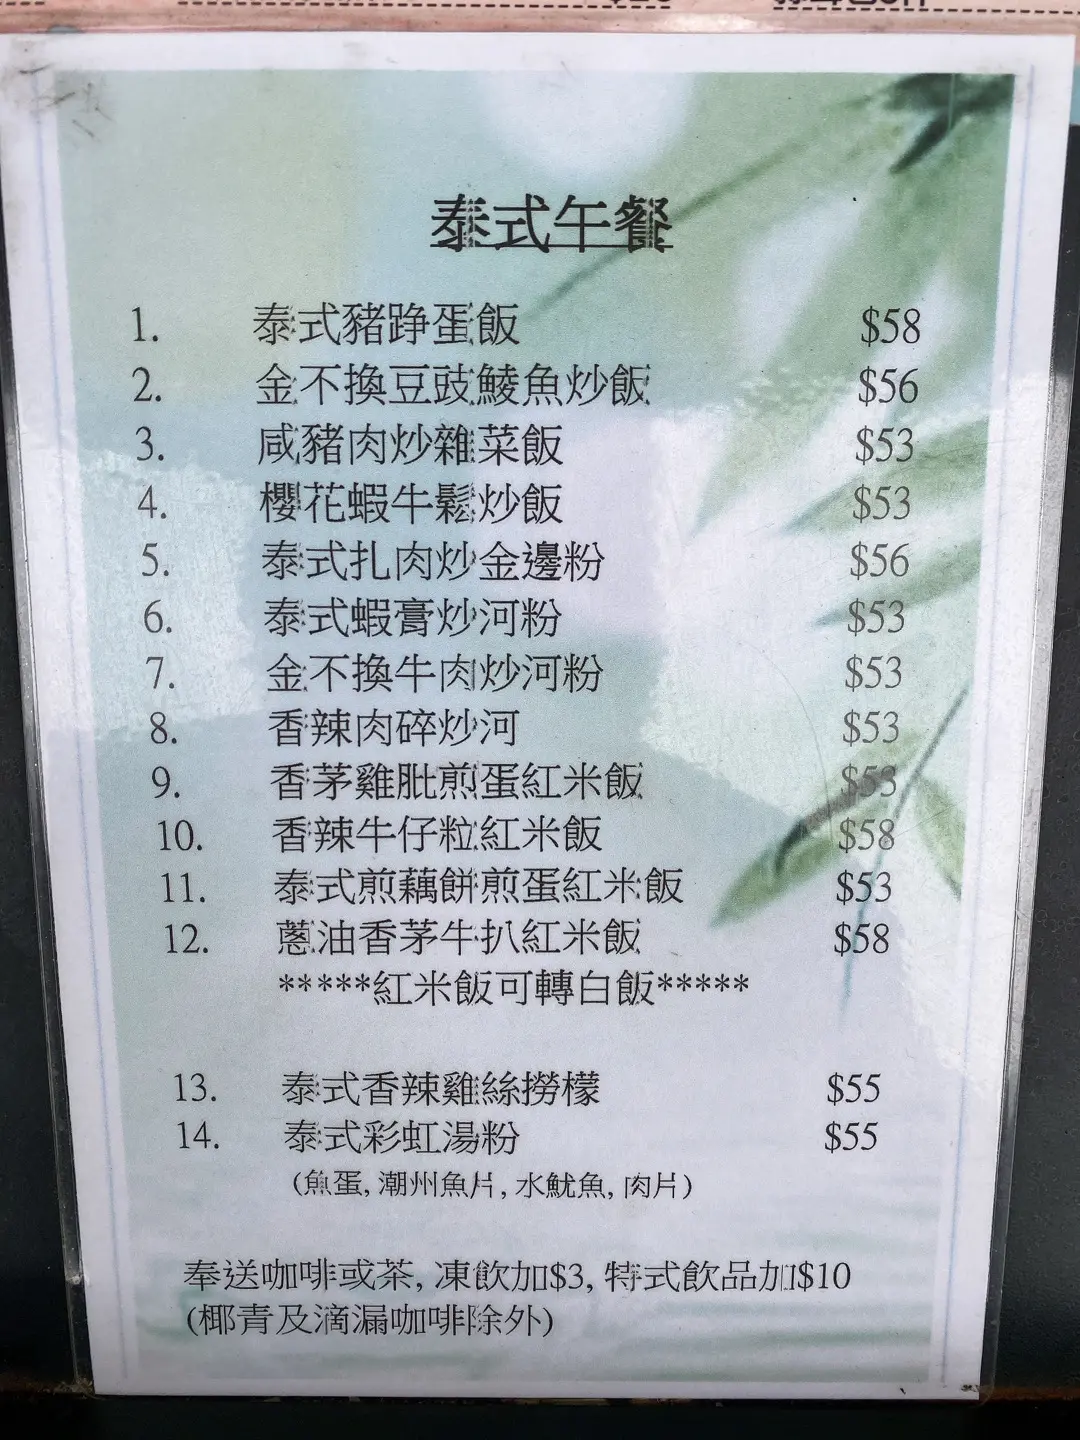 泰式午餐
1. 泰式豬踭蛋飯 $58
2. 金不換豆豉鯪魚炒飯 $56
3. 咸豬肉炒雜菜飯 $53
4. 櫻花蝦牛鬆炒飯 $53
5. 泰式扎肉炒金邊粉 $56
6. 泰式蝦膏炒河粉 $53
7. 金不換牛肉炒河粉 $53
8. 香辣肉碎炒河 $53
9. 香茅雞肶煎蛋紅米飯 $53
10. 香辣牛仔粒紅米飯 $58
11. 泰式煎藕餅煎蛋紅米飯 $53
12. 蔥油香茅牛扒紅米飯 $58
*****紅米飯可轉白飯*****
13. 泰式香辣雞絲撈檬 $55
14. 泰式彩虹湯粉 $55
(魚蛋, 潮州魚片, 水魷魚, 肉片)
奉送咖啡或茶, 凍飲加$3, 特式飲品加$10
(椰青及滴漏咖啡除外)